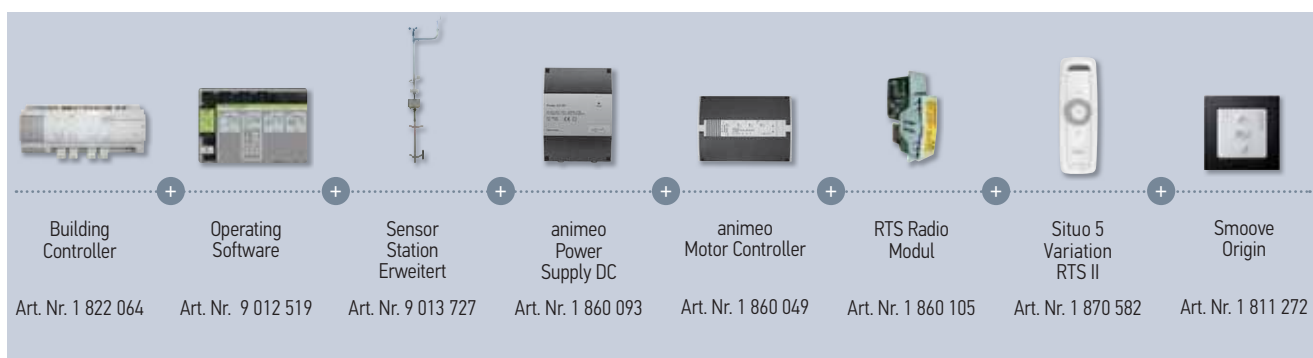 Building
Controller
Art. Nr. 1 822 064
Operating
Software
Art. Nr. 9 012 519
Sensor
Station
Erweitert
Art. Nr. 9 013 727
animeo
Power
Supply DC
Art. Nr. 1 860 093
animeo
Motor Controller
Art. Nr. 1 860 049
RTS Radio
Modul
Art. Nr. 1 860 105
Situo 5
Variation
RTS II
Art. Nr. 1 870 582
Smoove
Origin
Art. Nr. 1 811 272